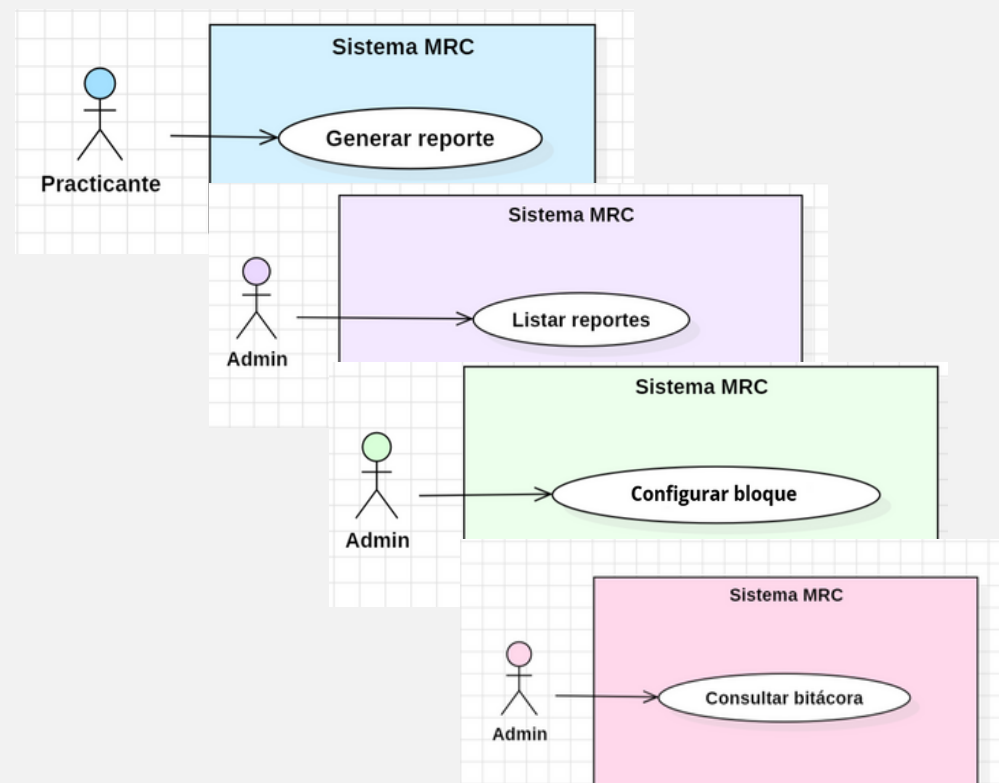 Sistema MRC
Generar reporte
Practicante
Sistema MRC
Listar reportes
Admin
Sistema MRC
Configurar bloque
Admin
Sistema MRC
Consultar bitácora
Admin